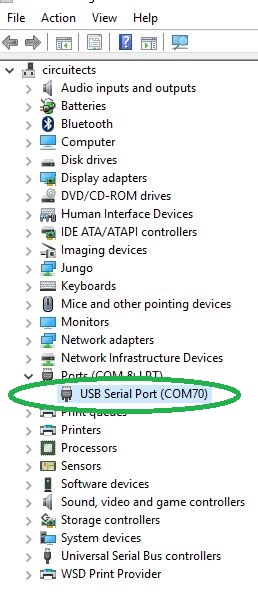 File Action View Help
circuitects
Audio inputs and outputs
Batteries
Bluetooth
Computer
Disk drives
Display adapters
DVD/CD-ROM drives
Human Interface Devices
IDE ATA/ATAPI controllers
Imaging devices
Jungo
Keyboards
Mice and other pointing devices
Monitors
Network adapters
Network Infrastructure Devices
Ports (COM & LPT)
USB Serial Port (COM70)
Print queues
Printers
Processors
Sensors
Software devices
Sound, video and game controllers
Storage controllers
System devices
Universal Serial Bus controllers
WSD Print Provider